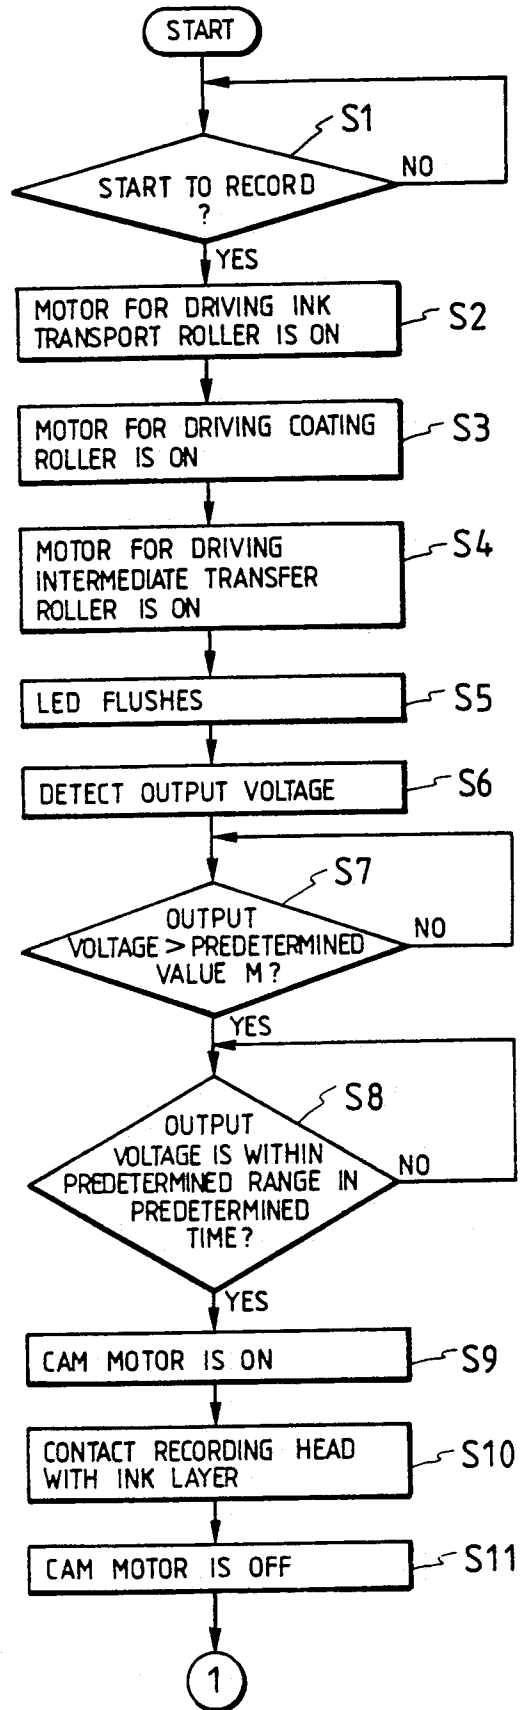 START
S1
START TO RECORD
?
NO
YES
MOTOR FOR DRIVING INK
TRANSPORT ROLLER IS ON
S2
MOTOR FOR DRIVING COATING
ROLLER IS ON
S3
MOTOR FOR DRIVING
INTERMEDIATE TRANSFER
ROLLER IS ON
S4
LED FLUSHES
S5
DETECT OUTPUT VOLTAGE
S6
S7
OUTPUT
VOLTAGE > PREDETERMINED
VALUE M?
NO
YES
S8
OUTPUT
VOLTAGE IS WITHIN
PREDETERMINED RANGE IN
PREDETERMINED
TIME?
NO
YES
CAM MOTOR IS ON
S9
CONTACT RECORDING HEAD
WITH INK LAYER
S10
CAM MOTOR IS OFF
S11
1